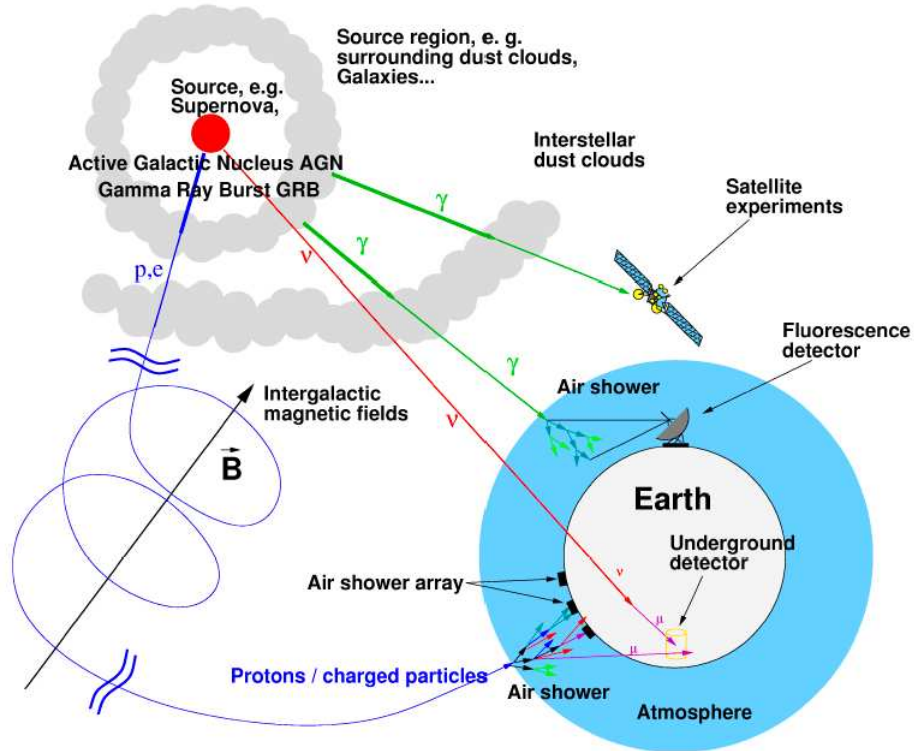 Source region, e. g.
surrounding dust clouds,
Galaxies...
Source, e.g.
Supernova,
Active Galactic Nucleus AGN
Gamma Ray Burst GRB
Interstellar
dust clouds
Satellite
experiments
γ
γ
ν
p,e
Fluorescence
detector
γ
Air shower
Intergalactic
magnetic fields
ν
B
Earth
Underground
detector
Air shower array
ν
μ
μ
Protons / charged particles
Air shower
Atmosphere